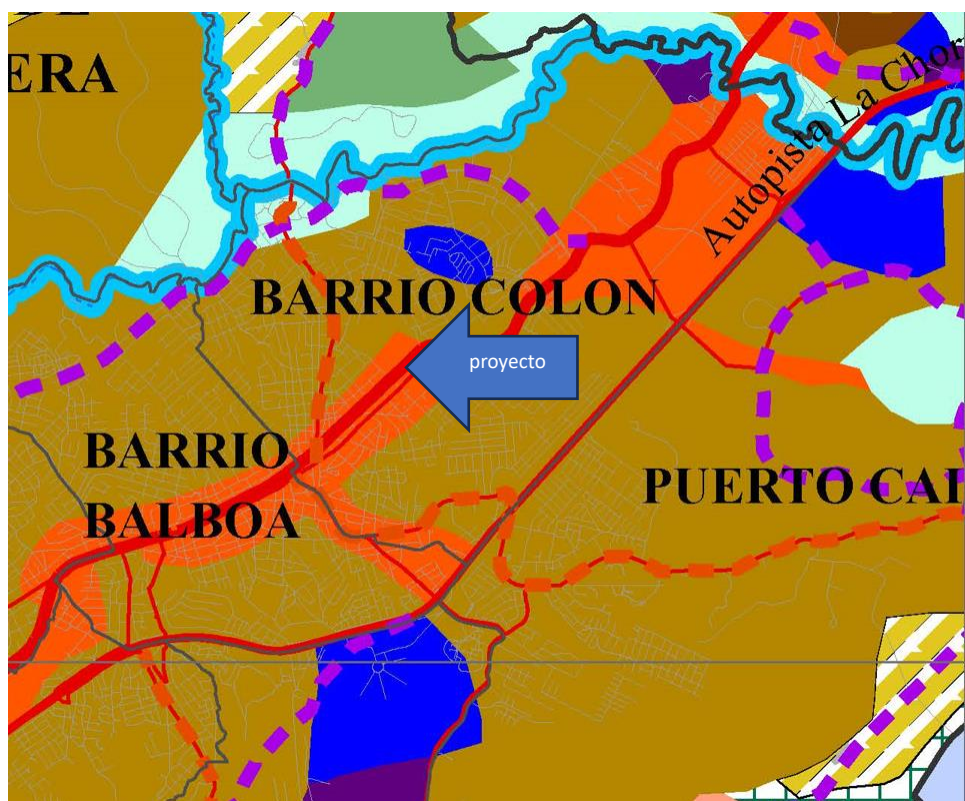 ERA
Autopista La Chor
BARRIO COLON
proyecto
BARRIO
BALBOA
PUERTO CAI